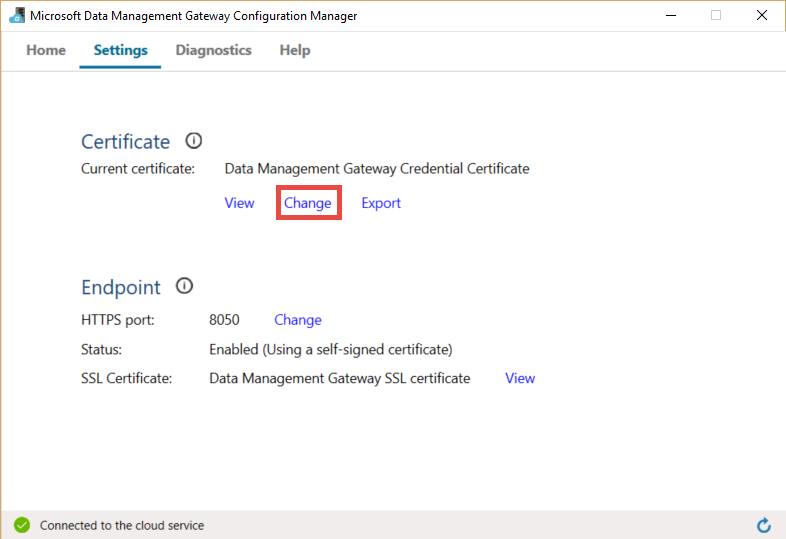 Microsoft Data Management Gateway Configuration Manager
Home Settings Diagnostics Help
Certificate
Current certificate: Data Management Gateway Credential Certificate
View Change Export
Endpoint
HTTPS port: 8050 Change
Status: Enabled (Using a self-signed certificate)
SSL Certificate: Data Management Gateway SSL certificate View
Connected to the cloud service